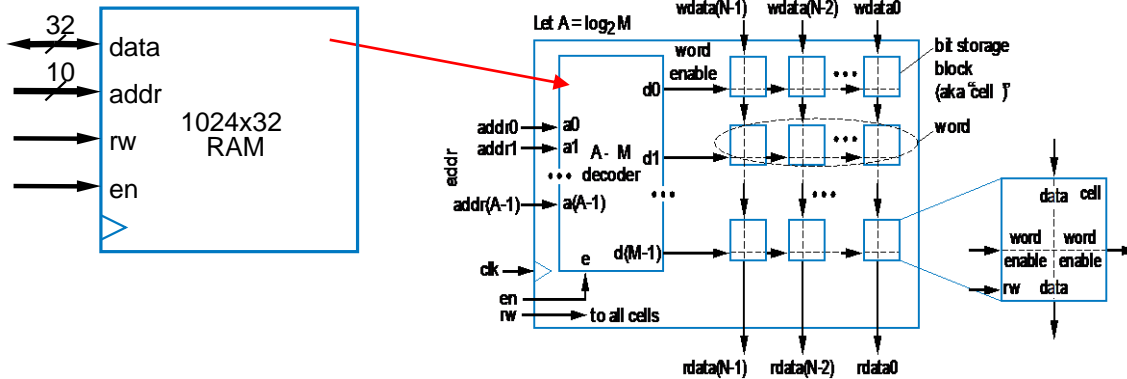 32
data
10
addr
1024x32
RAM
rw
en
Let A = log2 M
wdata(N-1) wdata(N-2) wdata0
word
enable
bit storage
block
(aka “cell”)
word
d0
addr0 a0
addr1 a1
addr
A - M
decoder
d1
addr(A-1) a(A-1)
d(M-1)
e
clk
en
rw to all cells
rdata(N-1) rdata(N-2) rdata0
data cell
word word
enable enable
rw data